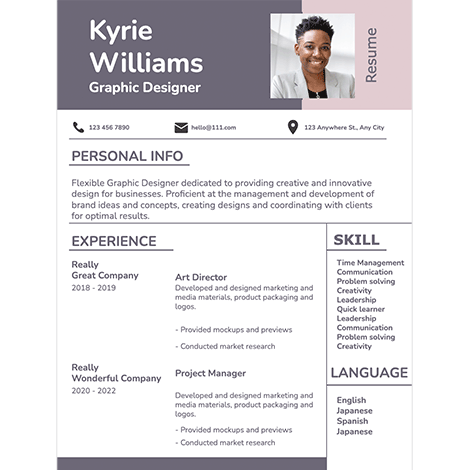 Kyrie
Williams
Graphic Designer
Resume
123 456 7890
hello@111.com
123 Anywhere St., Any City
PERSONAL INFO
Flexible Graphic Designer dedicated to providing creative and innovative
design for businesses. Proficient at the management and development of
brand ideas and concepts, creating designs and coordinating with clients
for optimal results.
EXPERIENCE
Really
Great Company
2018 - 2019
Art Director
Developed and designed marketing and
media materials, product packaging and
logos.
- Provided mockups and previews
- Conducted market research
Really
Wonderful Company
2020 - 2022
Project Manager
Developed and designed marketing and
media materials, product packaging and
logos.
- Provided mockups and previews
- Conducted market research
SKILL
Time Management
Communication
Problem solving
Creativity
Leadership
Quick learner
Leadership
Communication
Problem solving
Creativity
LANGUAGE
English
Japanese
Spanish
Japanese